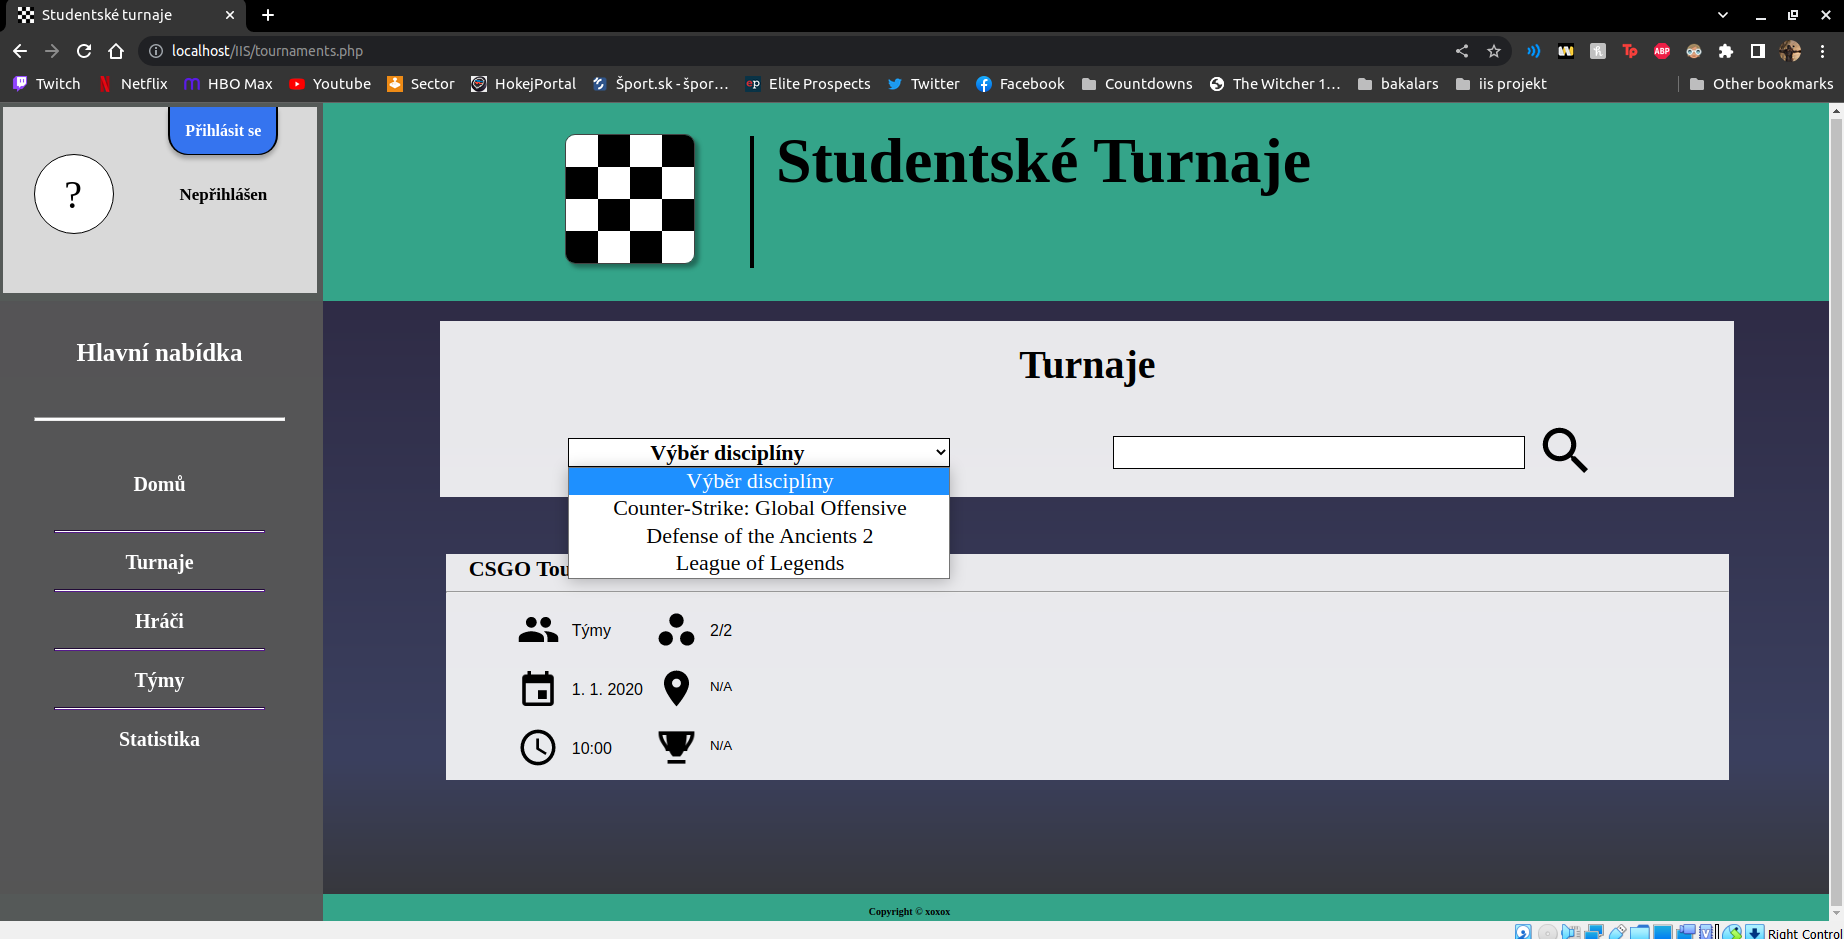 Studentské turnaje
localhost/IIS/tournaments.php
Twitch Netflix HBO Max Youtube Sector HokejPortal Šport.sk - špor... Elite Prospects Twitter Facebook Countdowns The Witcher 1... bakalars iis projekt Other bookmarks
Přihlásit se
?
Nepřihlášen
Studentské Turnaje
Hlavní nabídka
Domů
Turnaje
Hráči
Týmy
Statistika
Turnaje
Výběr disciplíny
Výběr disciplíny
Counter-Strike: Global Offensive
Defense of the Ancients 2
League of Legends
CSGO Tou
Týmy 2/2
1. 1. 2020 N/A
10:00 N/A
Copyright © xoxox
Right Control